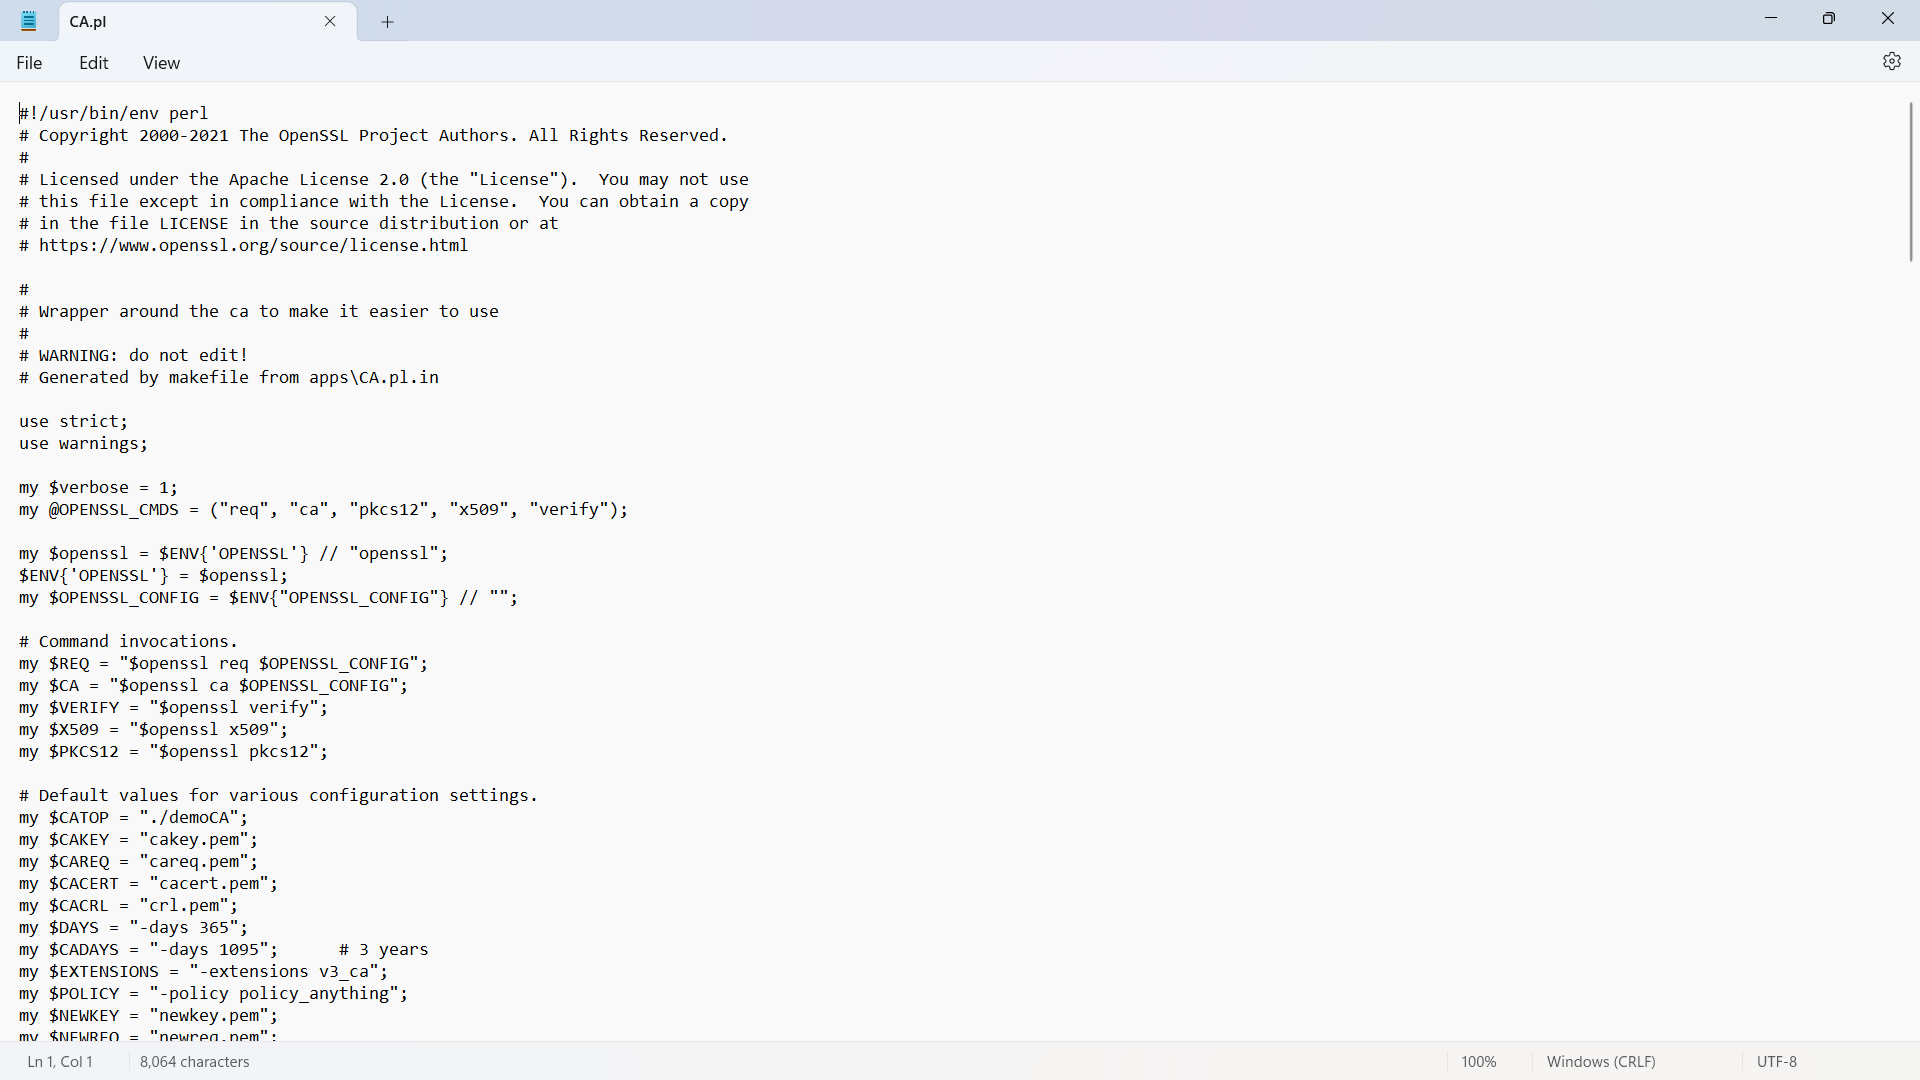 CA.pl
File Edit View
#!/usr/bin/env perl
# Copyright 2000-2021 The OpenSSL Project Authors. All Rights Reserved.
#
# Licensed under the Apache License 2.0 (the "License").  You may not use
# this file except in compliance with the License.  You can obtain a copy
# in the file LICENSE in the source distribution or at
# https://www.openssl.org/source/license.html

#
# Wrapper around the ca to make it easier to use
#
# WARNING: do not edit!
# Generated by makefile from apps\CA.pl.in

use strict;
use warnings;

my $verbose = 1;
my @OPENSSL_CMDS = ("req", "ca", "pkcs12", "x509", "verify");

my $openssl = $ENV{'OPENSSL'} // "openssl";
$ENV{'OPENSSL'} = $openssl;
my $OPENSSL_CONFIG = $ENV{"OPENSSL_CONFIG"} // "";

# Command invocations.
my $REQ = "$openssl req $OPENSSL_CONFIG";
my $CA = "$openssl ca $OPENSSL_CONFIG";
my $VERIFY = "$openssl verify";
my $X509 = "$openssl x509";
my $PKCS12 = "$openssl pkcs12";

# Default values for various configuration settings.
my $CATOP = "./demoCA";
my $CAKEY = "cakey.pem";
my $CAREQ = "careq.pem";
my $CACERT = "cacert.pem";
my $CACRL = "crl.pem";
my $DAYS = "-days 365";
my $CADAYS = "-days 1095";      # 3 years
my $EXTENSIONS = "-extensions v3_ca";
my $POLICY = "-policy policy_anything";
my $NEWKEY = "newkey.pem";
my $NEWREQ = "newreq.pem";
Ln 1, Col 1 8,064 characters 100% Windows (CRLF) UTF-8